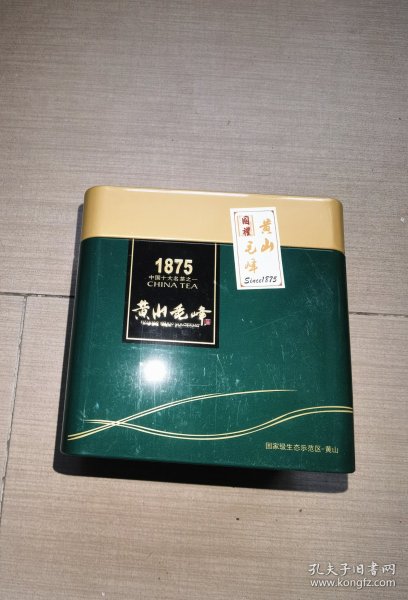 黄山
毛峰
国礼
Since1875
1875
中国十大名茶之一
CHINA TEA
黄山毛峰
国家级生态示范区-黄山
孔夫子旧书网
www.kongfz.com